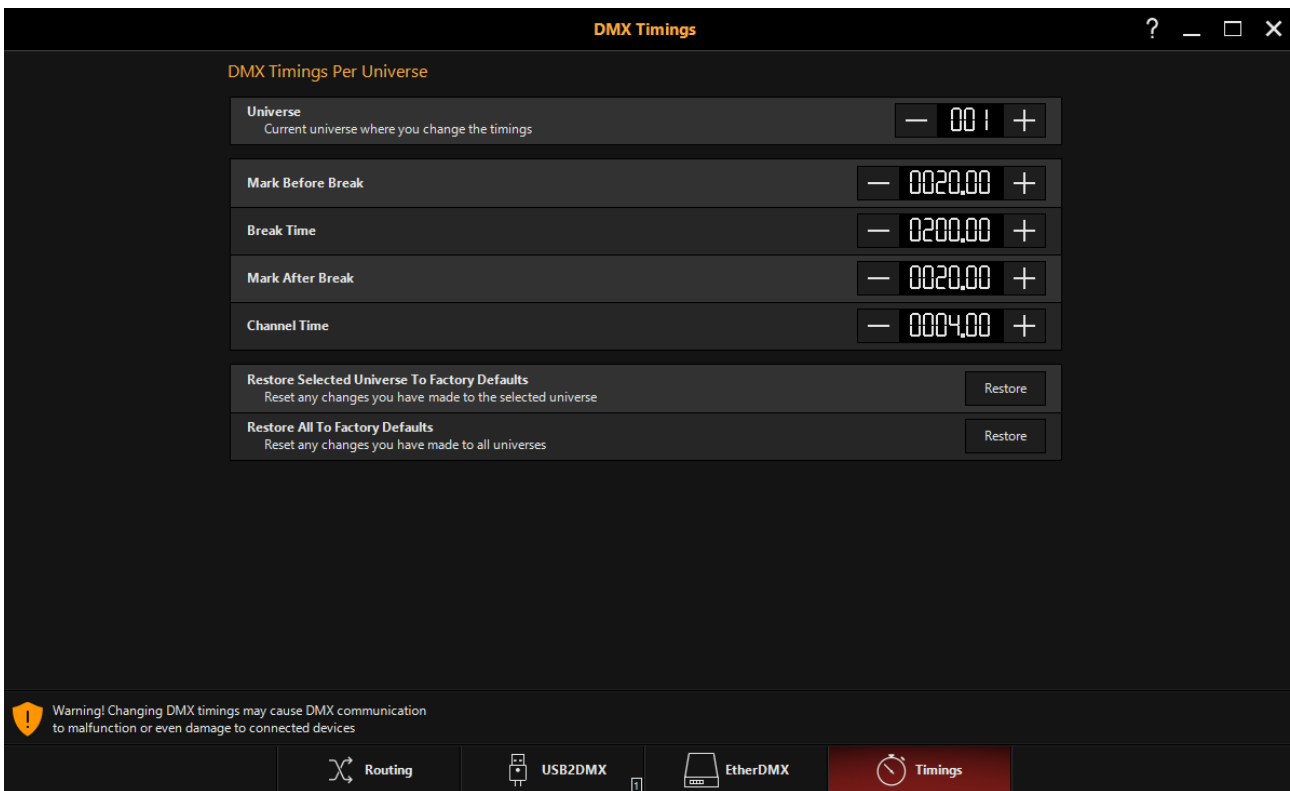 DMX Timings
?
DMX Timings Per Universe
Universe
Current universe where you change the timings
001
Mark Before Break
0020.00
Break Time
0200.00
Mark After Break
0020.00
Channel Time
0004.00
Restore Selected Universe To Factory Defaults
Reset any changes you have made to the selected universe
Restore
Restore All To Factory Defaults
Reset any changes you have made to all universes
Restore
Warning! Changing DMX timings may cause DMX communication
to malfunction or even damage to connected devices
Routing
USB2DMX
1
EtherDMX
Timings